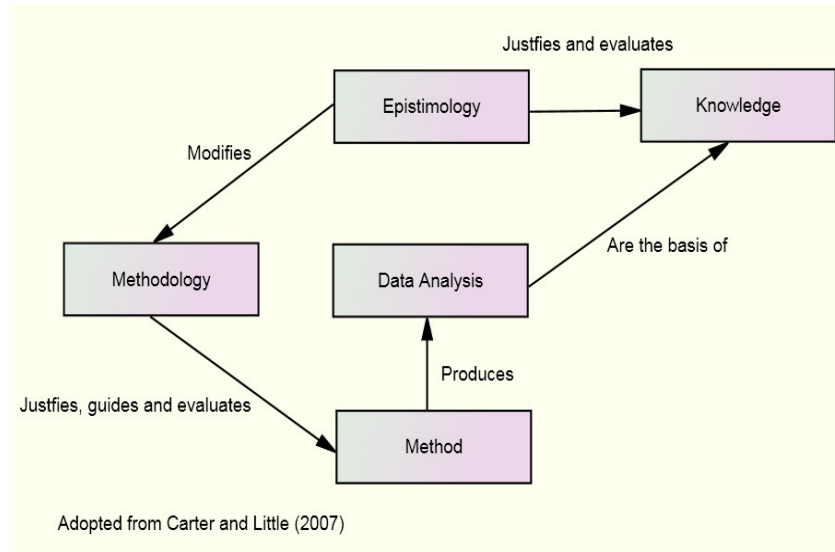 Justfies and evaluates
Epistimology
Knowledge
Modifies
Are the basis of
Methodology
Data Analysis
Produces
Justfies, guides and evaluates
Method
Adopted from Carter and Little (2007)